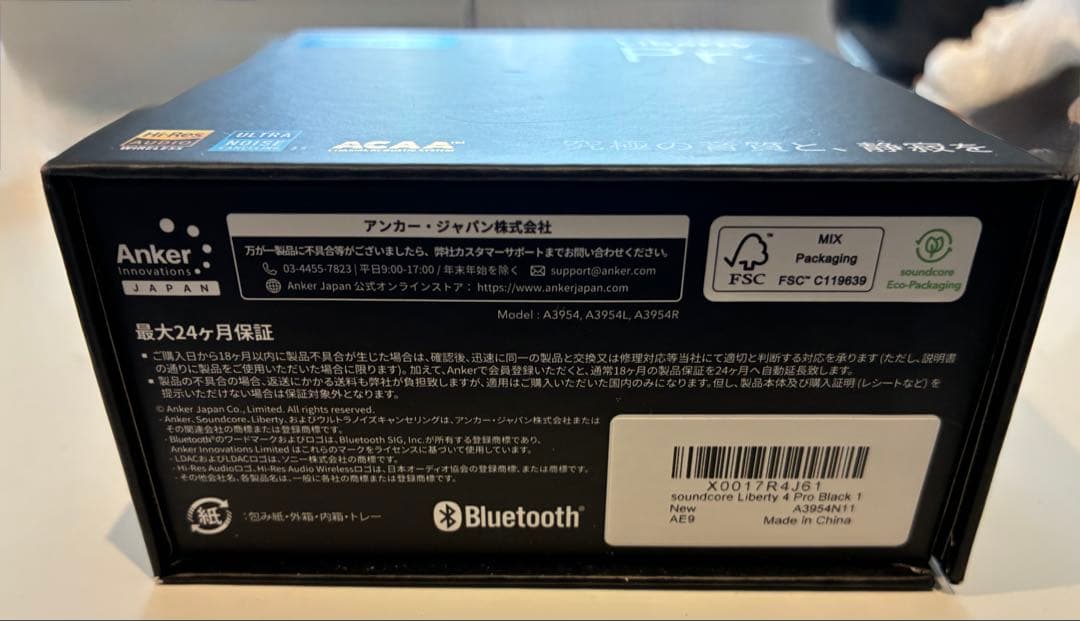 Pro
Hi-Res
AUDIO
WIRELESS
ULTRA
NOISE
ACAA™
究極の音質と、静寂を
Anker
Innovations
JAPAN
アンカー・ジャパン株式会社
万が一製品に不具合等がございましたら、弊社カスタマーサポートまでお問い合わせください。
03-4455-7823 | 平日9:00-17:00 / 年末年始を除く support@anker.com
Anker Japan 公式オンラインストア： https://www.ankerjapan.com
FSC
MIX
Packaging
FSC™ C119639
soundcore
Eco-Packaging
Model : A3954, A3954L, A3954R
最大24ヶ月保証
▪ ご購入日から18ヶ月以内に製品不具合が生じた場合は、確認後、迅速に同一の製品と交換又は修理対応等当社にて適切と判断する対応を承ります (ただし、説明書
の通りに製品をご使用いただいた場合に限ります)。加えて、Ankerで会員登録いただくと、通常18ヶ月の製品保証を24ヶ月へ自動延長致します。
▪ 製品の不具合の場合、返送にかかる送料も弊社が負担致しますが、適用はご購入いただいた国内のみになります。但し、製品本体及び購入証明 (レシートなど) を
提示いただけない場合は保証対象外となります。
© Anker Japan Co., Limited. All rights reserved.
- Anker、Soundcore、Liberty、およびウルトラノイズキャンセリングは、アンカー・ジャパン株式会社または
その関連会社の商標または登録商標です。
- Bluetooth®のワードマークおよびロゴは、Bluetooth SIG, Inc.が所有する登録商標であり、
Anker Innovations Limited はこれらのマークをライセンスに基づいて使用しています。
- LDACおよびLDACロゴは、ソニー株式会社の商標です。
- Hi-Res Audioロゴ、Hi-Res Audio Wirelessロゴは、日本オーディオ協会の登録商標、または商標です。
- その他会社名、各製品名は、一般に各社の商標または登録商標です。
紙
：包み紙・外箱・内箱・トレー
Bluetooth®
X0017R4J61
soundcore Liberty 4 Pro Black 1
New A3954N11
AE9 Made in China